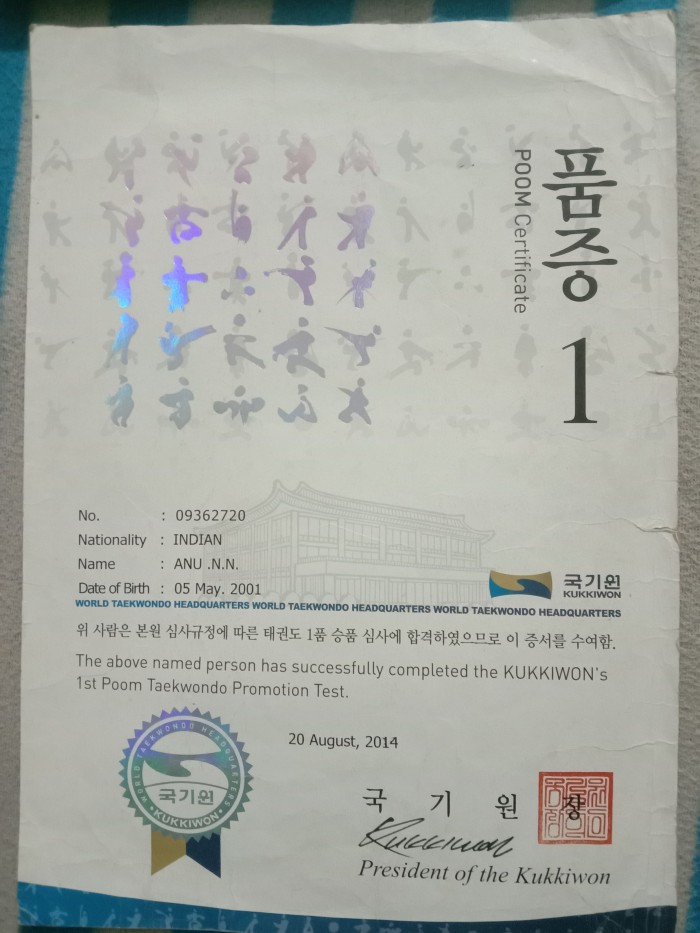 품증
POOM Certificate
1
No. : 09362720
Nationality : INDIAN
Name : ANU .N.N.
Date of Birth : 05 May. 2001
국기원
KUKKIWON
WORLD TAEKWONDO HEADQUARTERS WORLD TAEKWONDO HEADQUARTERS WORLD TAEKWONDO HEADQUARTERS
위 사람은 본원 심사규정에 따른 태권도 1품 승품 심사에 합격하였으므로 이 증서를 수여함.
The above named person has successfully completed the KUKKIWON's
1st Poom Taekwondo Promotion Test.
20 August, 2014
WORLD TAEKWONDO HEADQUARTERS
국기원
KUKKIWON
국 기 원 장
Kukkiwon
President of the Kukkiwon